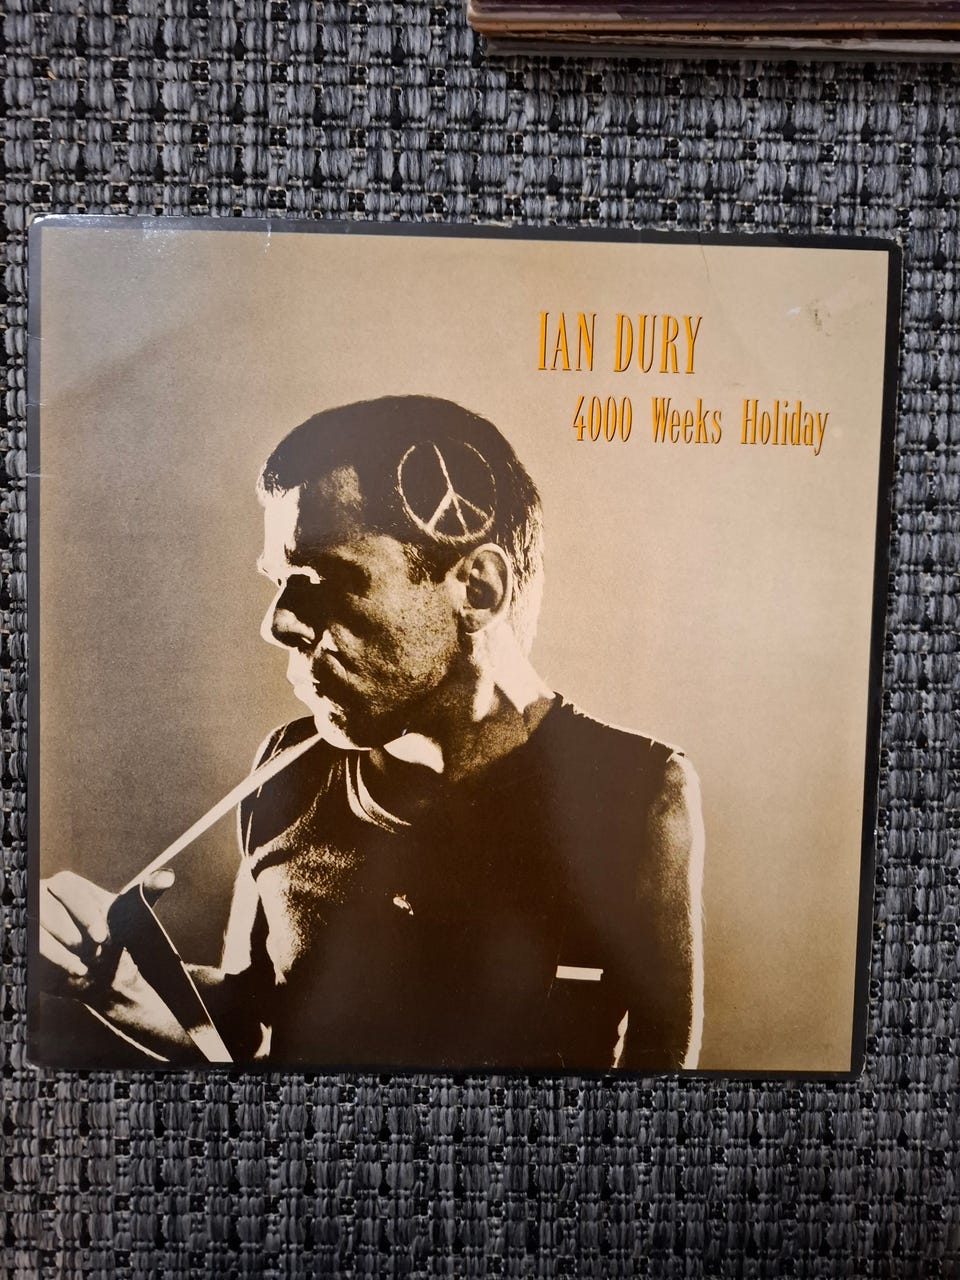 IAN DURY
4000 Weeks Holiday